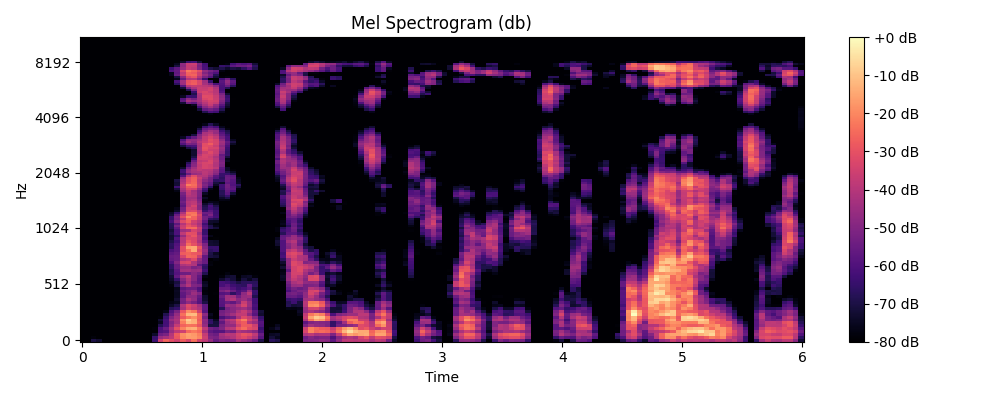 Mel Spectrogram (db)
8192
4096
2048
1024
512
0
Hz
0 1 2 3 4 5 6
Time
+0 dB
-10 dB
-20 dB
-30 dB
-40 dB
-50 dB
-60 dB
-70 dB
-80 dB